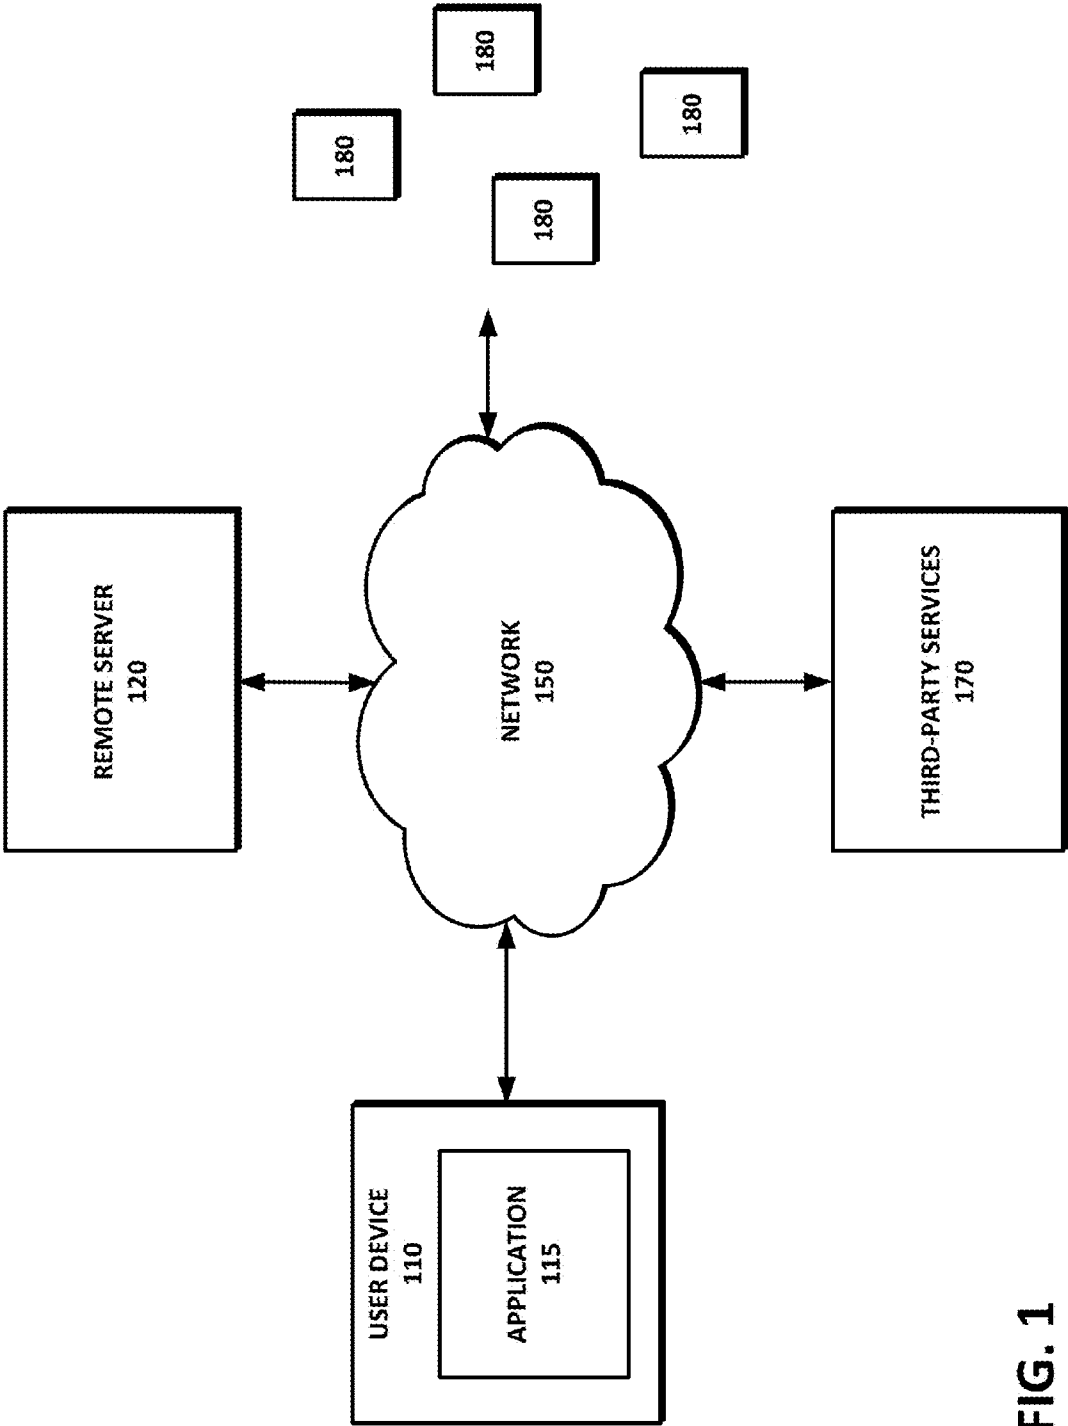 REMOTE SERVER
120
USER DEVICE
110
APPLICATION
115
NETWORK
150
180
180
180
180
THIRD-PARTY SERVICES
170
FIG. 1